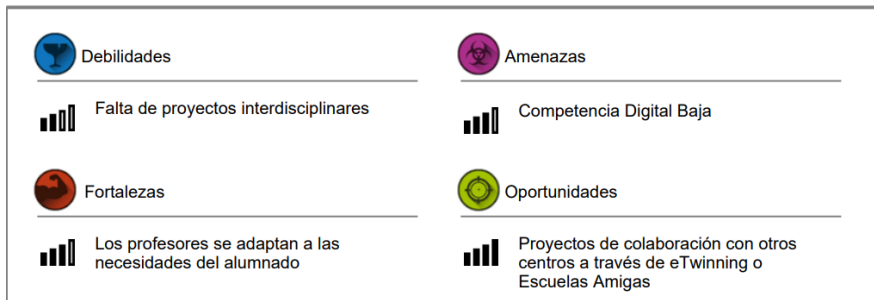 Debilidades
Falta de proyectos interdisciplinares
Amenazas
Competencia Digital Baja
Fortalezas
Los profesores se adaptan a las
necesidades del alumnado
Oportunidades
Proyectos de colaboración con otros
centros a través de eTwinning o
Escuelas Amigas